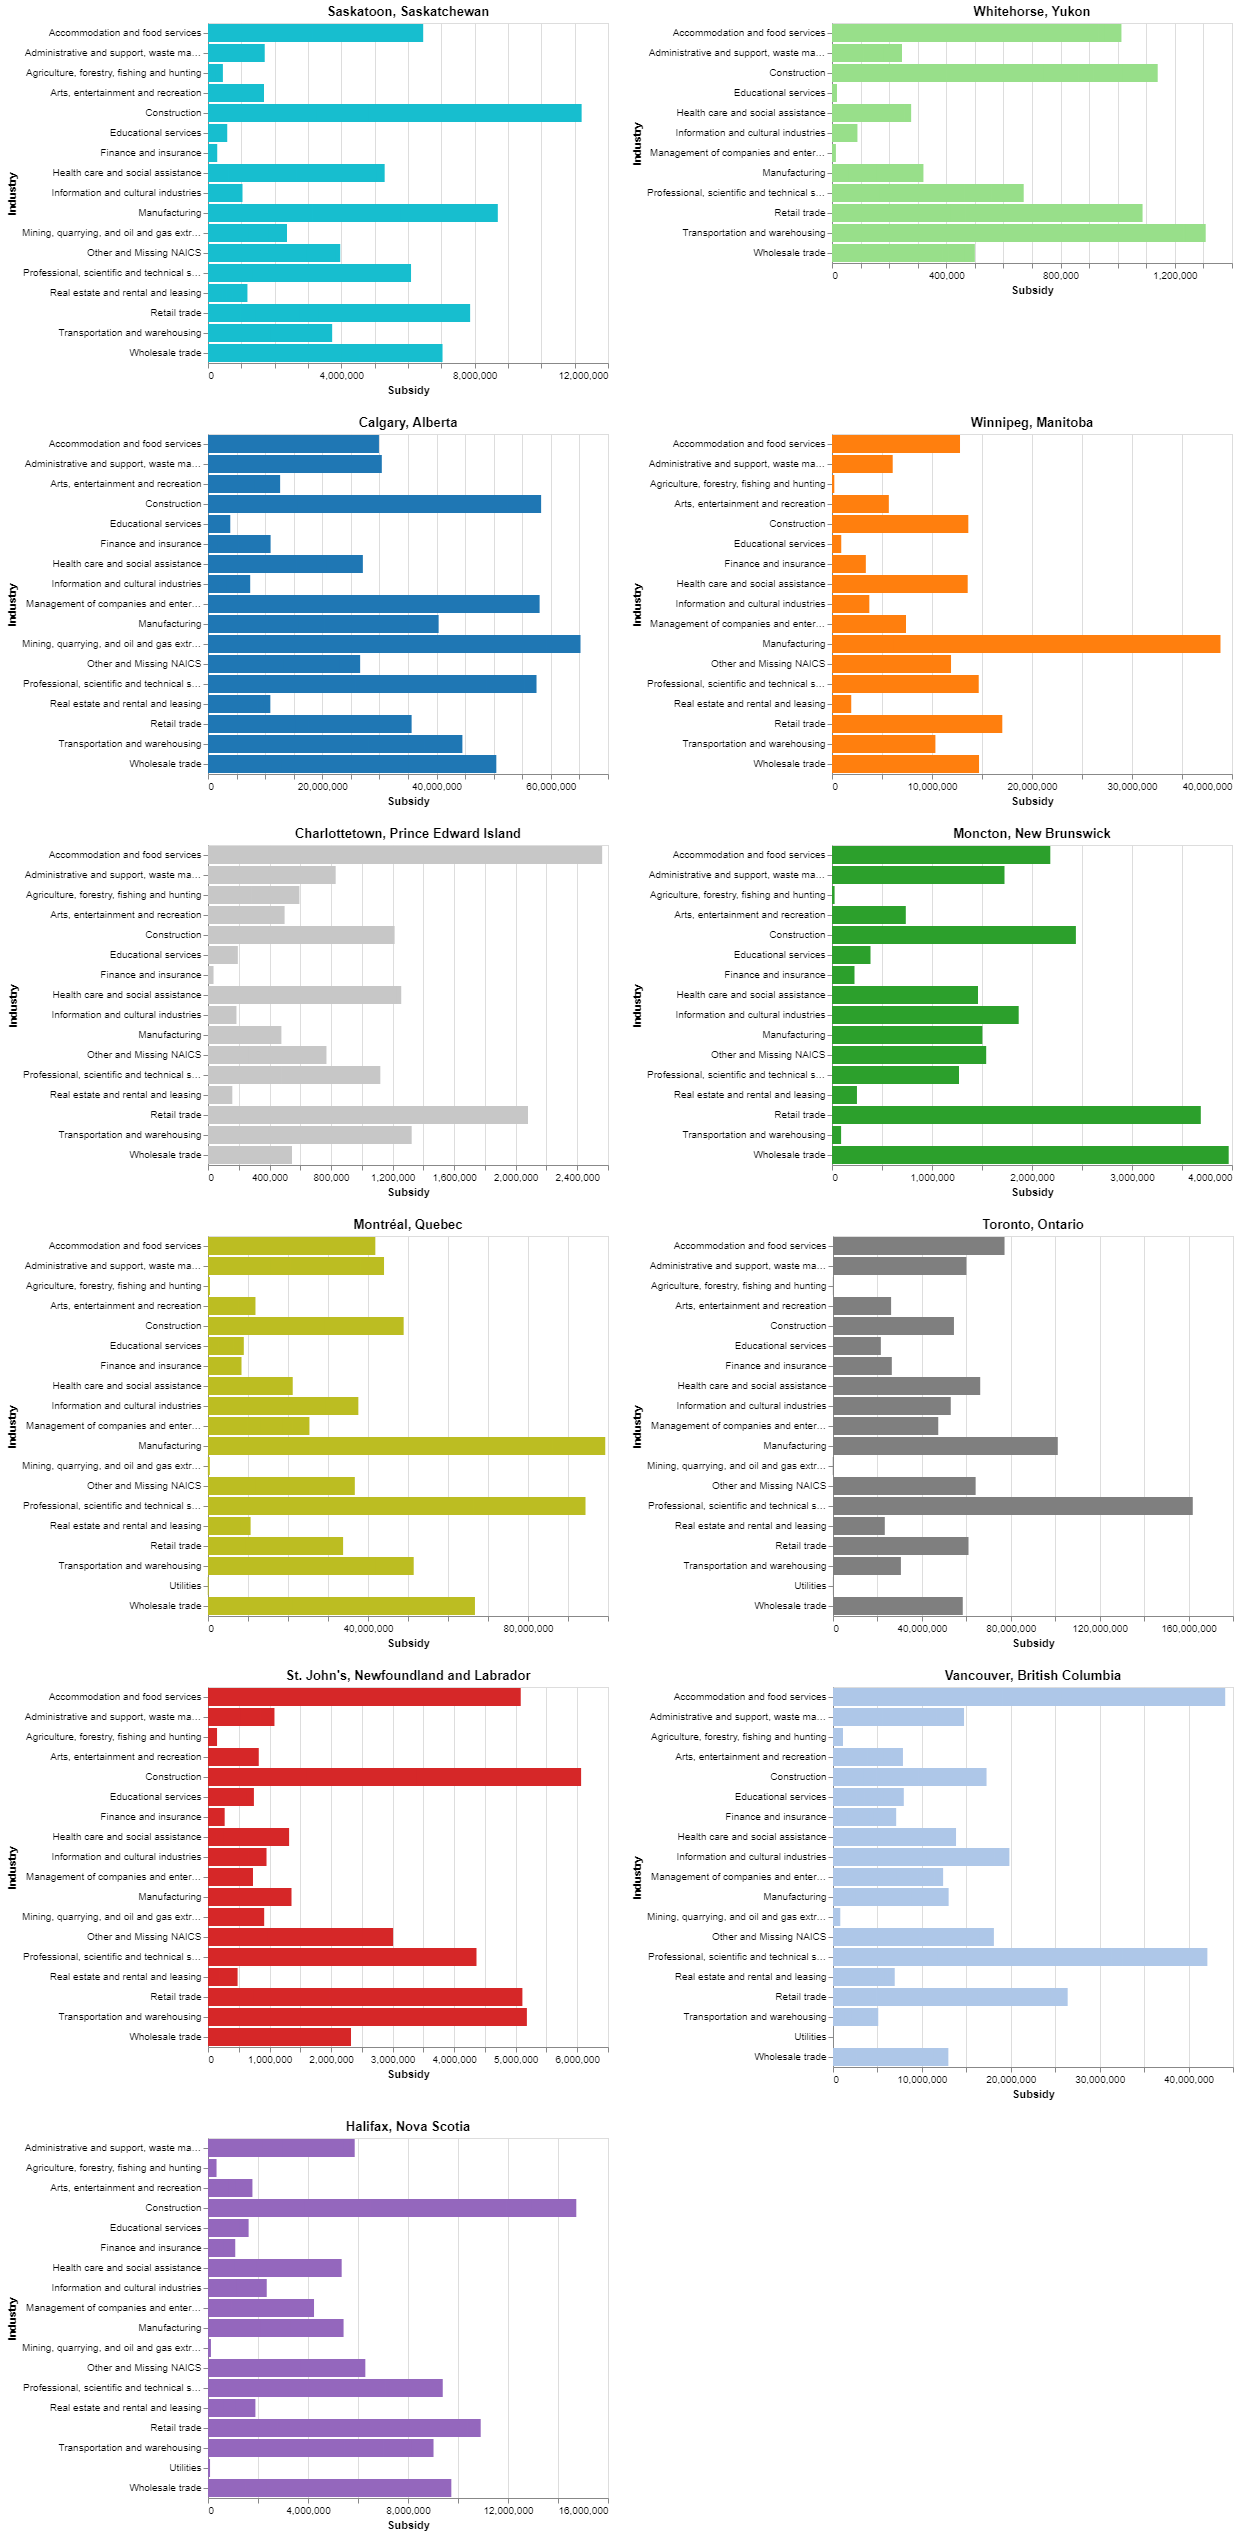 Saskatoon, Saskatchewan
Industry
Accommodation and food services
Administrative and support, waste ma…
Agriculture, forestry, fishing and hunting
Arts, entertainment and recreation
Construction
Educational services
Finance and insurance
Health care and social assistance
Information and cultural industries
Manufacturing
Mining, quarrying, and oil and gas extr…
Other and Missing NAICS
Professional, scientific and technical s…
Real estate and rental and leasing
Retail trade
Transportation and warehousing
Wholesale trade
0 4,000,000 8,000,000 12,000,000
Subsidy
Whitehorse, Yukon
Industry
Accommodation and food services
Administrative and support, waste ma…
Construction
Educational services
Health care and social assistance
Information and cultural industries
Management of companies and enter…
Manufacturing
Professional, scientific and technical s…
Retail trade
Transportation and warehousing
Wholesale trade
0 400,000 800,000 1,200,000
Subsidy
Calgary, Alberta
Industry
Accommodation and food services
Administrative and support, waste ma…
Arts, entertainment and recreation
Construction
Educational services
Finance and insurance
Health care and social assistance
Information and cultural industries
Management of companies and enter…
Manufacturing
Mining, quarrying, and oil and gas extr…
Other and Missing NAICS
Professional, scientific and technical s…
Real estate and rental and leasing
Retail trade
Transportation and warehousing
Wholesale trade
0 20,000,000 40,000,000 60,000,000
Subsidy
Winnipeg, Manitoba
Industry
Accommodation and food services
Administrative and support, waste ma…
Agriculture, forestry, fishing and hunting
Arts, entertainment and recreation
Construction
Educational services
Finance and insurance
Health care and social assistance
Information and cultural industries
Management of companies and enter…
Manufacturing
Other and Missing NAICS
Professional, scientific and technical s…
Real estate and rental and leasing
Retail trade
Transportation and warehousing
Wholesale trade
0 10,000,000 20,000,000 30,000,000 40,000,000
Subsidy
Charlottetown, Prince Edward Island
Industry
Accommodation and food services
Administrative and support, waste ma…
Agriculture, forestry, fishing and hunting
Arts, entertainment and recreation
Construction
Educational services
Finance and insurance
Health care and social assistance
Information and cultural industries
Manufacturing
Other and Missing NAICS
Professional, scientific and technical s…
Real estate and rental and leasing
Retail trade
Transportation and warehousing
Wholesale trade
0 400,000 800,000 1,200,000 1,600,000 2,000,000 2,400,000
Subsidy
Moncton, New Brunswick
Industry
Accommodation and food services
Administrative and support, waste ma…
Agriculture, forestry, fishing and hunting
Arts, entertainment and recreation
Construction
Educational services
Finance and insurance
Health care and social assistance
Information and cultural industries
Manufacturing
Other and Missing NAICS
Professional, scientific and technical s…
Real estate and rental and leasing
Retail trade
Transportation and warehousing
Wholesale trade
0 1,000,000 2,000,000 3,000,000 4,000,000
Subsidy
Montréal, Quebec
Industry
Accommodation and food services
Administrative and support, waste ma…
Agriculture, forestry, fishing and hunting
Arts, entertainment and recreation
Construction
Educational services
Finance and insurance
Health care and social assistance
Information and cultural industries
Management of companies and enter…
Manufacturing
Mining, quarrying, and oil and gas extr…
Other and Missing NAICS
Professional, scientific and technical s…
Real estate and rental and leasing
Retail trade
Transportation and warehousing
Utilities
Wholesale trade
0 40,000,000 80,000,000
Subsidy
Toronto, Ontario
Industry
Accommodation and food services
Administrative and support, waste ma…
Agriculture, forestry, fishing and hunting
Arts, entertainment and recreation
Construction
Educational services
Finance and insurance
Health care and social assistance
Information and cultural industries
Management of companies and enter…
Manufacturing
Mining, quarrying, and oil and gas extr…
Other and Missing NAICS
Professional, scientific and technical s…
Real estate and rental and leasing
Retail trade
Transportation and warehousing
Utilities
Wholesale trade
0 40,000,000 80,000,000 120,000,000 160,000,000
Subsidy
St. John's, Newfoundland and Labrador
Industry
Accommodation and food services
Administrative and support, waste ma…
Agriculture, forestry, fishing and hunting
Arts, entertainment and recreation
Construction
Educational services
Finance and insurance
Health care and social assistance
Information and cultural industries
Management of companies and enter…
Manufacturing
Mining, quarrying, and oil and gas extr…
Other and Missing NAICS
Professional, scientific and technical s…
Real estate and rental and leasing
Retail trade
Transportation and warehousing
Wholesale trade
0 1,000,000 2,000,000 3,000,000 4,000,000 5,000,000 6,000,000
Subsidy
Vancouver, British Columbia
Industry
Accommodation and food services
Administrative and support, waste ma…
Agriculture, forestry, fishing and hunting
Arts, entertainment and recreation
Construction
Educational services
Finance and insurance
Health care and social assistance
Information and cultural industries
Management of companies and enter…
Manufacturing
Mining, quarrying, and oil and gas extr…
Other and Missing NAICS
Professional, scientific and technical s…
Real estate and rental and leasing
Retail trade
Transportation and warehousing
Utilities
Wholesale trade
0 10,000,000 20,000,000 30,000,000 40,000,000
Subsidy
Halifax, Nova Scotia
Industry
Administrative and support, waste ma…
Agriculture, forestry, fishing and hunting
Arts, entertainment and recreation
Construction
Educational services
Finance and insurance
Health care and social assistance
Information and cultural industries
Management of companies and enter…
Manufacturing
Mining, quarrying, and oil and gas extr…
Other and Missing NAICS
Professional, scientific and technical s…
Real estate and rental and leasing
Retail trade
Transportation and warehousing
Utilities
Wholesale trade
0 4,000,000 8,000,000 12,000,000 16,000,000
Subsidy